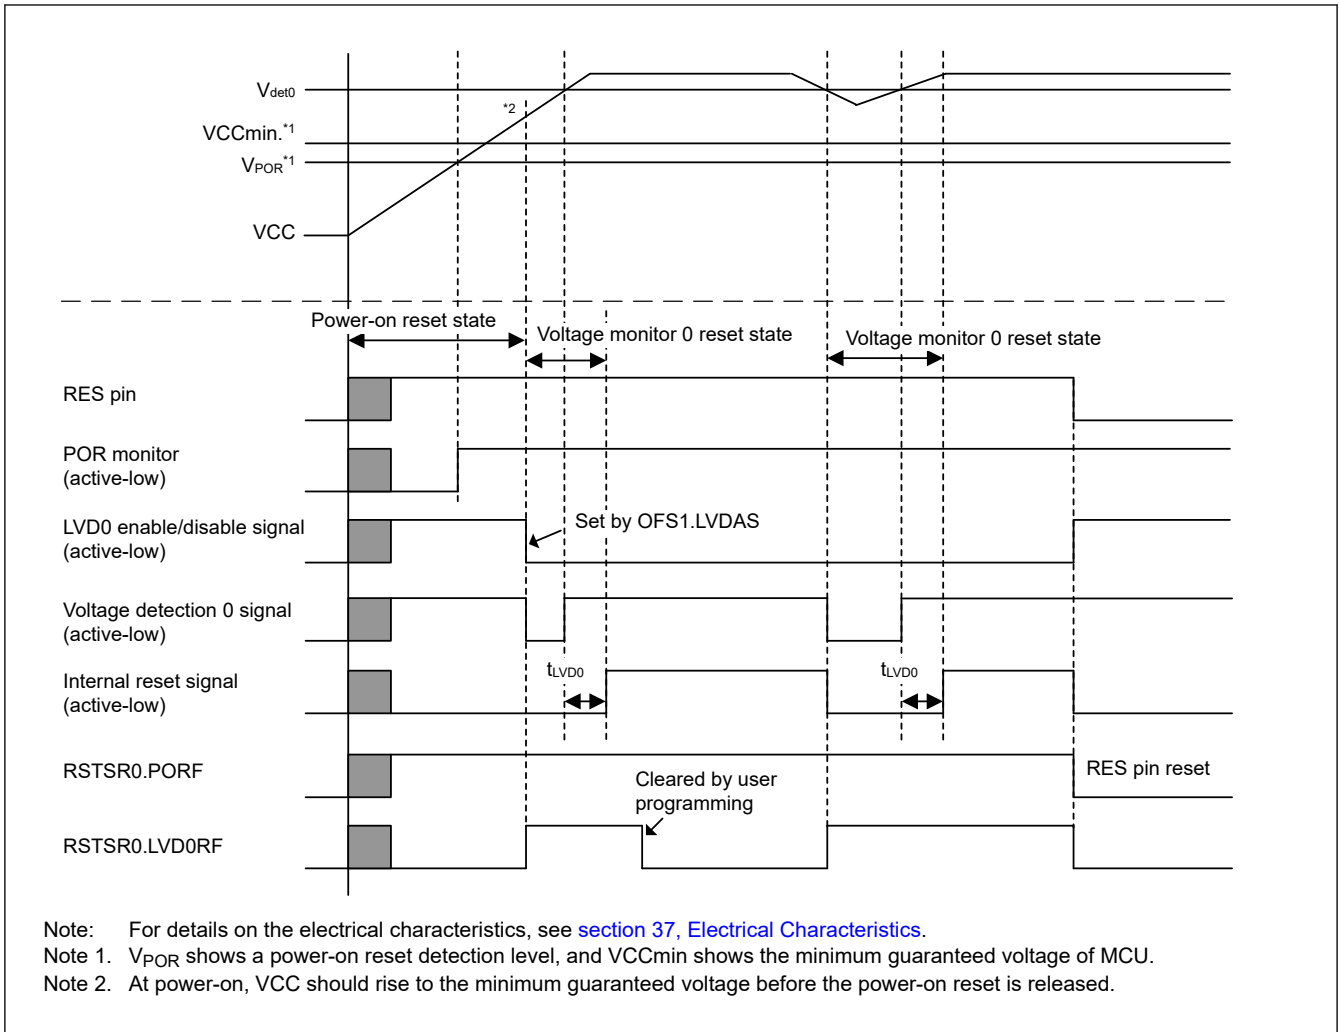 Vdet0
*2
VCCmin.*1
VPOR*1
VCC
Power-on reset state
Voltage monitor 0 reset state
Voltage monitor 0 reset state
RES pin
POR monitor
(active-low)
LVD0 enable/disable signal
(active-low)
Set by OFS1.LVDAS
Voltage detection 0 signal
(active-low)
Internal reset signal
(active-low)
tLVD0
tLVD0
RSTSR0.PORF
RES pin reset
Cleared by user
programming
RSTSR0.LVD0RF
Note: For details on the electrical characteristics, see section 37, Electrical Characteristics.
Note 1. VPOR shows a power-on reset detection level, and VCCmin shows the minimum guaranteed voltage of MCU.
Note 2. At power-on, VCC should rise to the minimum guaranteed voltage before the power-on reset is released.